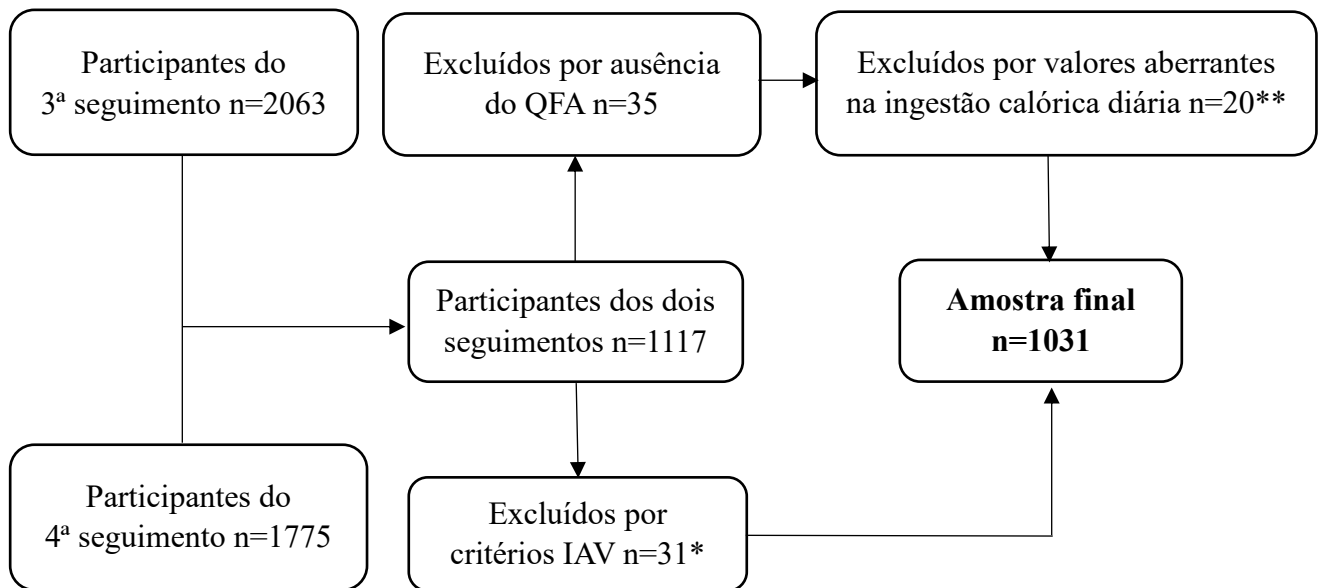 Participantes do
3ª seguimento n=2063
Excluídos por ausência
do QFA n=35
Excluídos por valores aberrantes
na ingestão calórica diária n=20**
Participantes dos dois
seguimentos n=1117
Amostra final
n=1031
Participantes do
4ª seguimento n=1775
Excluídos por
critérios IAV n=31*